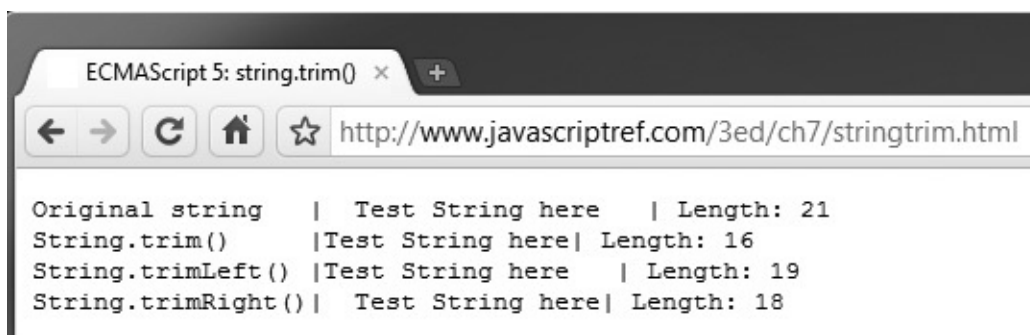 ECMAScript 5: string.trim() ×
http://www.javascriptref.com/3ed/ch7/stringtrim.html
Original string   |  Test String here   | Length: 21
String.trim()     |Test String here| Length: 16
String.trimLeft() |Test String here   | Length: 19
String.trimRight()|  Test String here| Length: 18